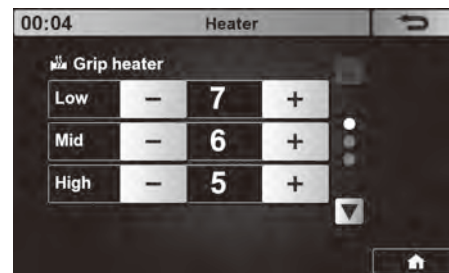 00:04 Heater
Grip heater
Low − 7 +
Mid − 6 +
High − 5 +